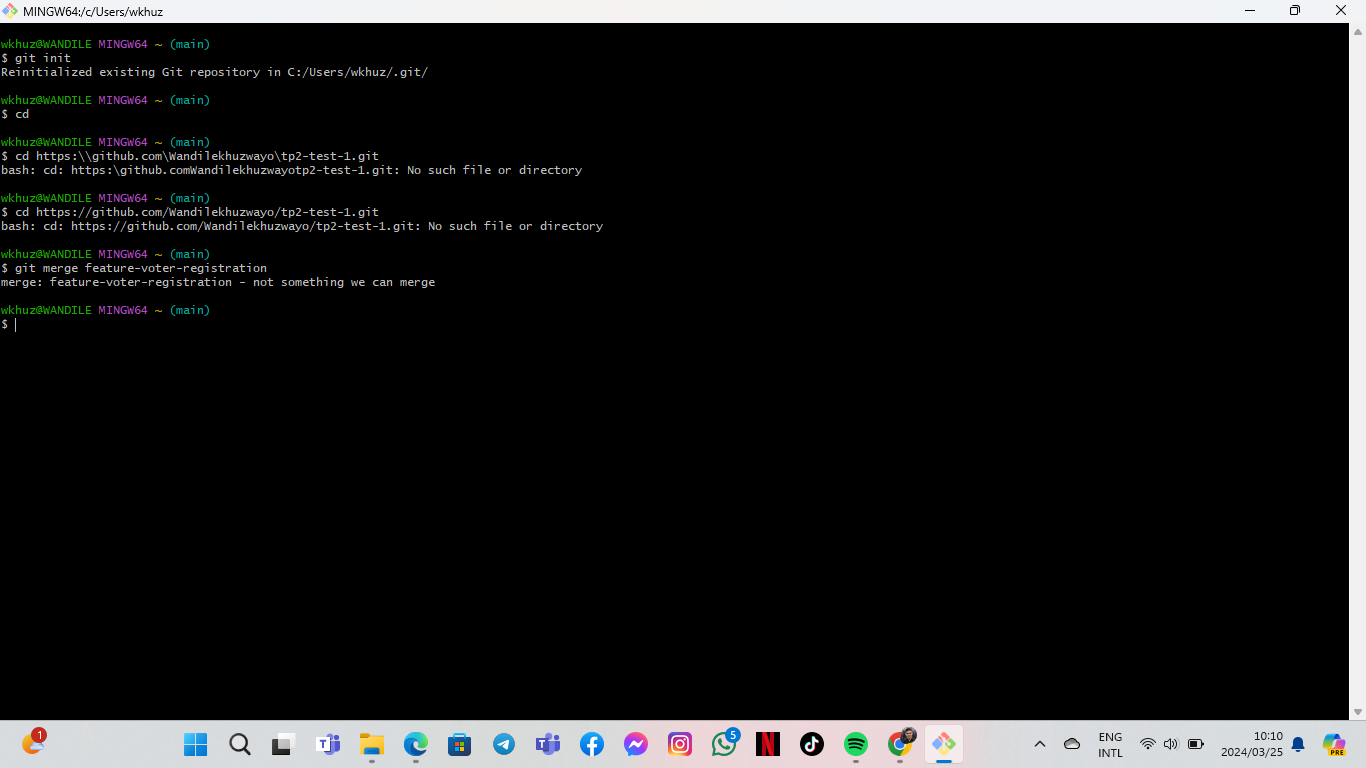 MINGW64:/c/Users/wkhuz
wkhuz@WANDILE MINGW64 ~ (main)
$ git init
Reinitialized existing Git repository in C:/Users/wkhuz/.git/
wkhuz@WANDILE MINGW64 ~ (main)
$ cd
wkhuz@WANDILE MINGW64 ~ (main)
$ cd https:\\github.com\Wandilekhuzwayo\tp2-test-1.git
bash: cd: https:\github.comWandilekhuzwayotp2-test-1.git: No such file or directory
wkhuz@WANDILE MINGW64 ~ (main)
$ cd https://github.com/Wandilekhuzwayo/tp2-test-1.git
bash: cd: https://github.com/Wandilekhuzwayo/tp2-test-1.git: No such file or directory
wkhuz@WANDILE MINGW64 ~ (main)
$ git merge feature-voter-registration
merge: feature-voter-registration - not something we can merge
wkhuz@WANDILE MINGW64 ~ (main)
$
1
5
ENG
INTL
10:10
2024/03/25
PRE